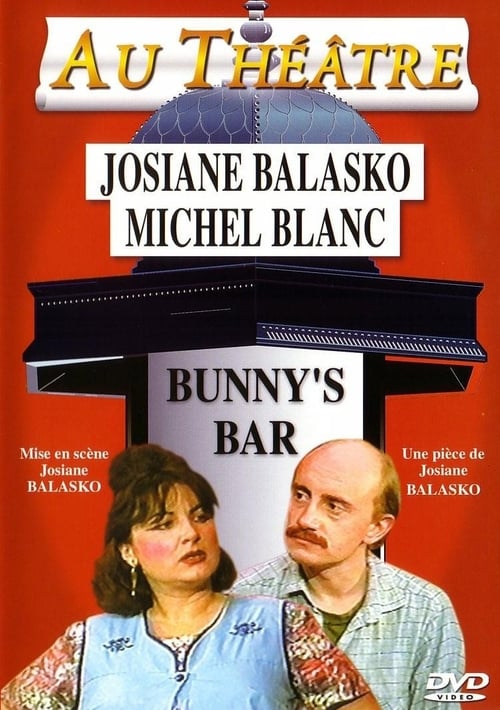 AU THÉÂTRE
JOSIANE BALASKO
MICHEL BLANC
BUNNY'S
BAR
Mise en scène
Josiane
BALASKO
Une pièce de
Josiane
BALASKO
DVD
VIDEO